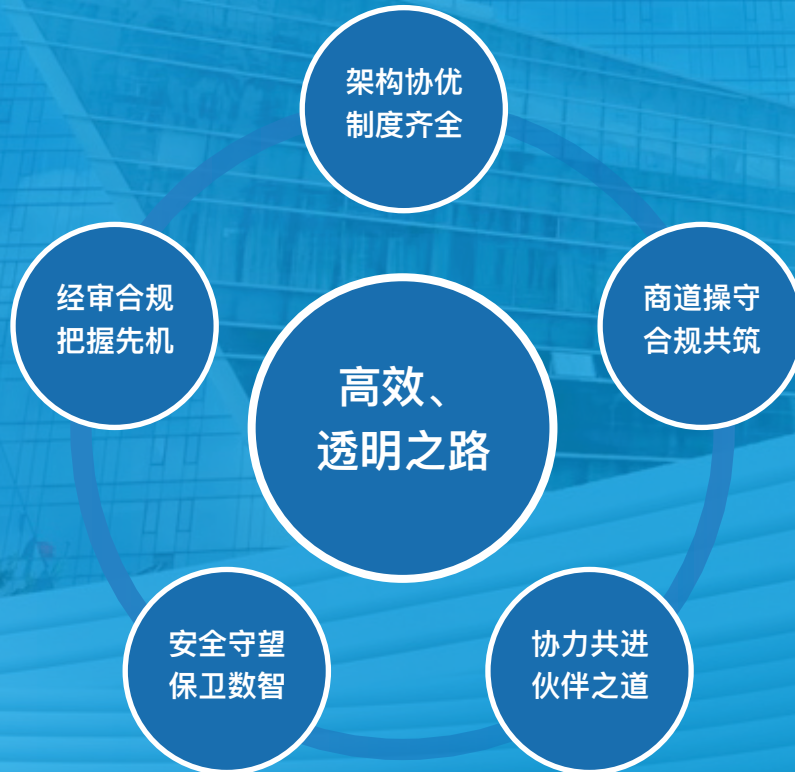 架构协优
制度齐全
经审合规
把握先机
商道操守
合规共筑
高效、
透明之路
安全守望
保卫数智
协力共进
伙伴之道